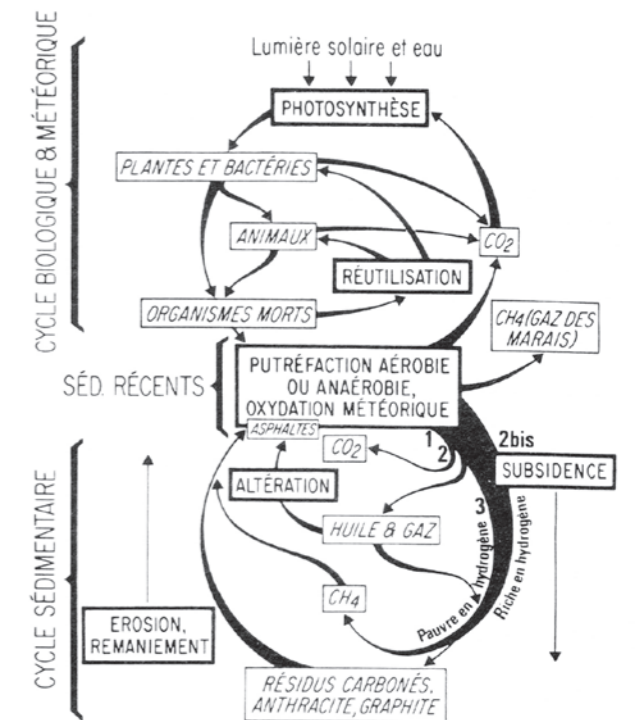 CYCLE BIOLOGIQUE & MÉTÉORIQUE
Lumière solaire et eau
PHOTOSYNTHÈSE
PLANTES ET BACTÉRIES
ANIMAUX
CO2
RÉUTILISATION
ORGANISMES MORTS
CH4 (GAZ DES
MARAIS)
SÉD. RÉCENTS
PUTRÉFACTION AÉROBIE
OU ANAÉROBIE,
OXYDATION MÉTÉORIQUE
ASPHALTES
CO2
1
2
2bis
SUBSIDENCE
CYCLE SÉDIMENTAIRE
ALTÉRATION
HUILE & GAZ
3
Pauvre en hydrogène
Riche en hydrogène
CH4
EROSION,
REMANIEMENT
RÉSIDUS CARBONÉS.
ANTHRACITE, GRAPHITE